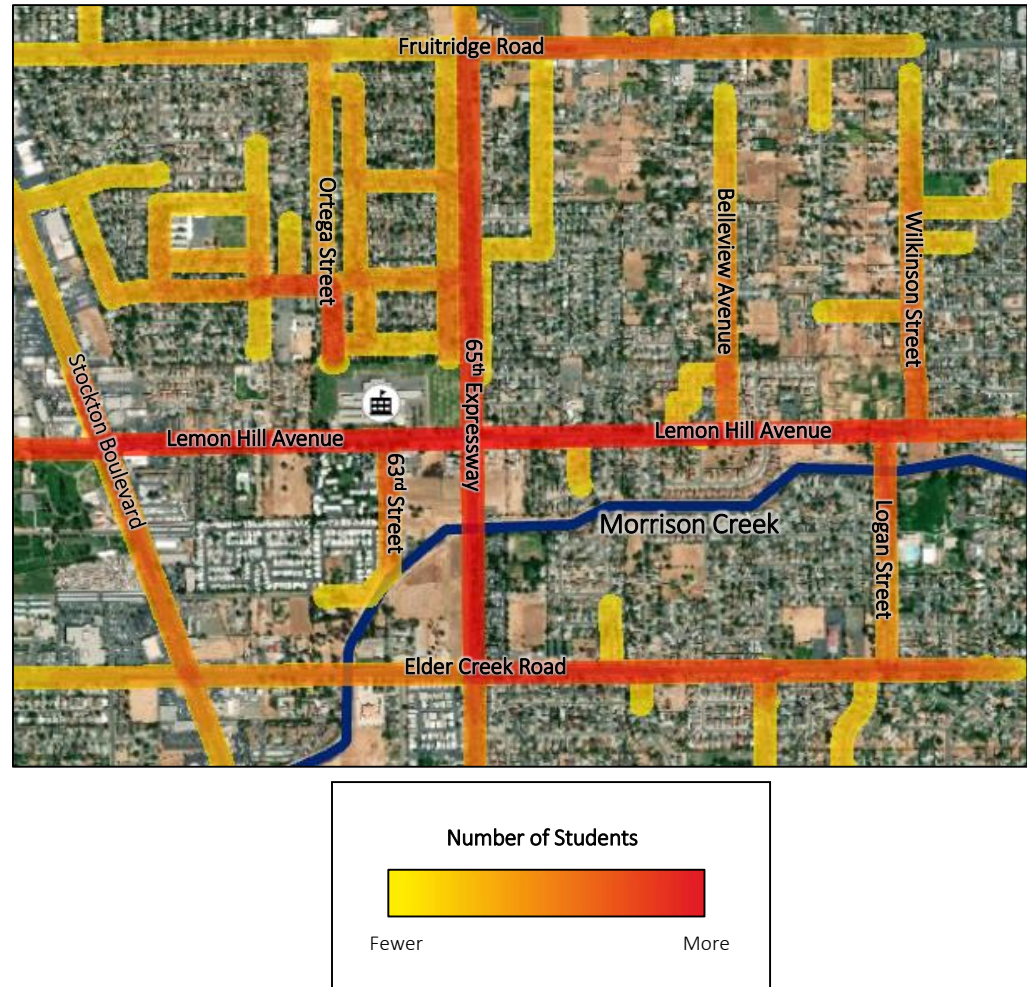 Fruitridge Road
Ortega Street
Belleview Avenue
Wilkinson Street
65th Expressway
Stockton Boulevard
Lemon Hill Avenue
Lemon Hill Avenue
63rd Street
Morrison Creek
Logan Street
Elder Creek Road
Number of Students
Fewer
More